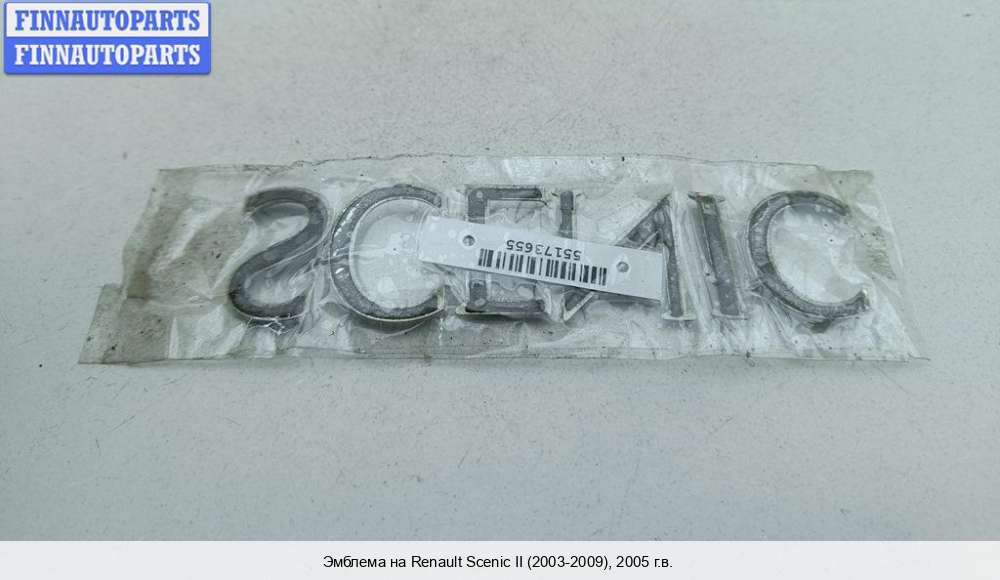 FINNAUTOPARTS
FINNAUTOPARTS
SCENIC
55173655
Эмблема на Renault Scenic II (2003-2009), 2005 г.в.